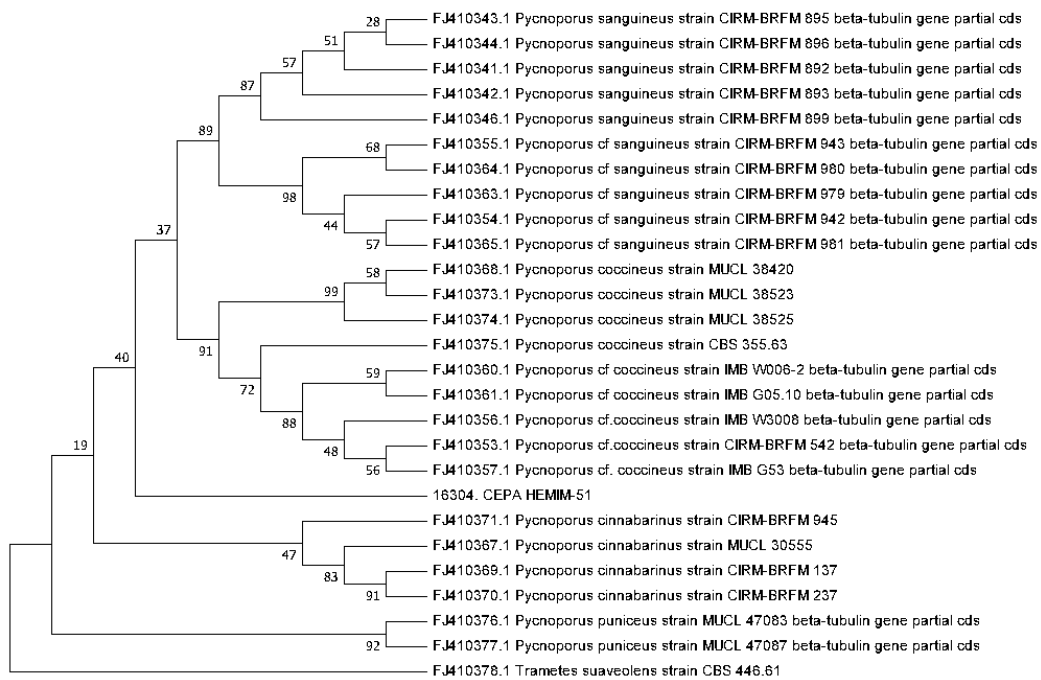 FJ410343.1 Pycnoporus sanguineus strain CIRM-BRFM 895 beta-tubulin gene partial cds
28
FJ410344.1 Pycnoporus sanguineus strain CIRM-BRFM 896 beta-tubulin gene partial cds
51
FJ410341.1 Pycnoporus sanguineus strain CIRM-BRFM 892 beta-tubulin gene partial cds
57
FJ410342.1 Pycnoporus sanguineus strain CIRM-BRFM 893 beta-tubulin gene partial cds
87
FJ410346.1 Pycnoporus sanguineus strain CIRM-BRFM 899 beta-tubulin gene partial cds
89
FJ410355.1 Pycnoporus cf sanguineus strain CIRM-BRFM 943 beta-tubulin gene partial cds
68
FJ410364.1 Pycnoporus cf sanguineus strain CIRM-BRFM 980 beta-tubulin gene partial cds
98
FJ410363.1 Pycnoporus cf sanguineus strain CIRM-BRFM 979 beta-tubulin gene partial cds
44
FJ410354.1 Pycnoporus cf sanguineus strain CIRM-BRFM 942 beta-tubulin gene partial cds
57
FJ410365.1 Pycnoporus cf sanguineus strain CIRM-BRFM 981 beta-tubulin gene partial cds
37
FJ410368.1 Pycnoporus coccineus strain MUCL 38420
58
FJ410373.1 Pycnoporus coccineus strain MUCL 38523
99
FJ410374.1 Pycnoporus coccineus strain MUCL 38525
91
FJ410375.1 Pycnoporus coccineus strain CBS 355.63
40
72
FJ410360.1 Pycnoporus cf coccineus strain IMB W006-2 beta-tubulin gene partial cds
59
FJ410361.1 Pycnoporus cf coccineus strain IMB G05.10 beta-tubulin gene partial cds
88
FJ410356.1 Pycnoporus cf.coccineus strain IMB W3008 beta-tubulin gene partial cds
48
FJ410353.1 Pycnoporus cf.coccineus strain CIRM-BRFM 542 beta-tubulin gene partial cds
56
FJ410357.1 Pycnoporus cf. coccineus strain IMB G53 beta-tubulin gene partial cds
19
16304. CEPA HEMIM-51
FJ410371.1 Pycnoporus cinnabarinus strain CIRM-BRFM 945
47
FJ410367.1 Pycnoporus cinnabarinus strain MUCL 30555
83
FJ410369.1 Pycnoporus cinnabarinus strain CIRM-BRFM 137
91
FJ410370.1 Pycnoporus cinnabarinus strain CIRM-BRFM 237
FJ410376.1 Pycnoporus puniceus strain MUCL 47083 beta-tubulin gene partial cds
92
FJ410377.1 Pycnoporus puniceus strain MUCL 47087 beta-tubulin gene partial cds
FJ410378.1 Trametes suaveolens strain CBS 446.61